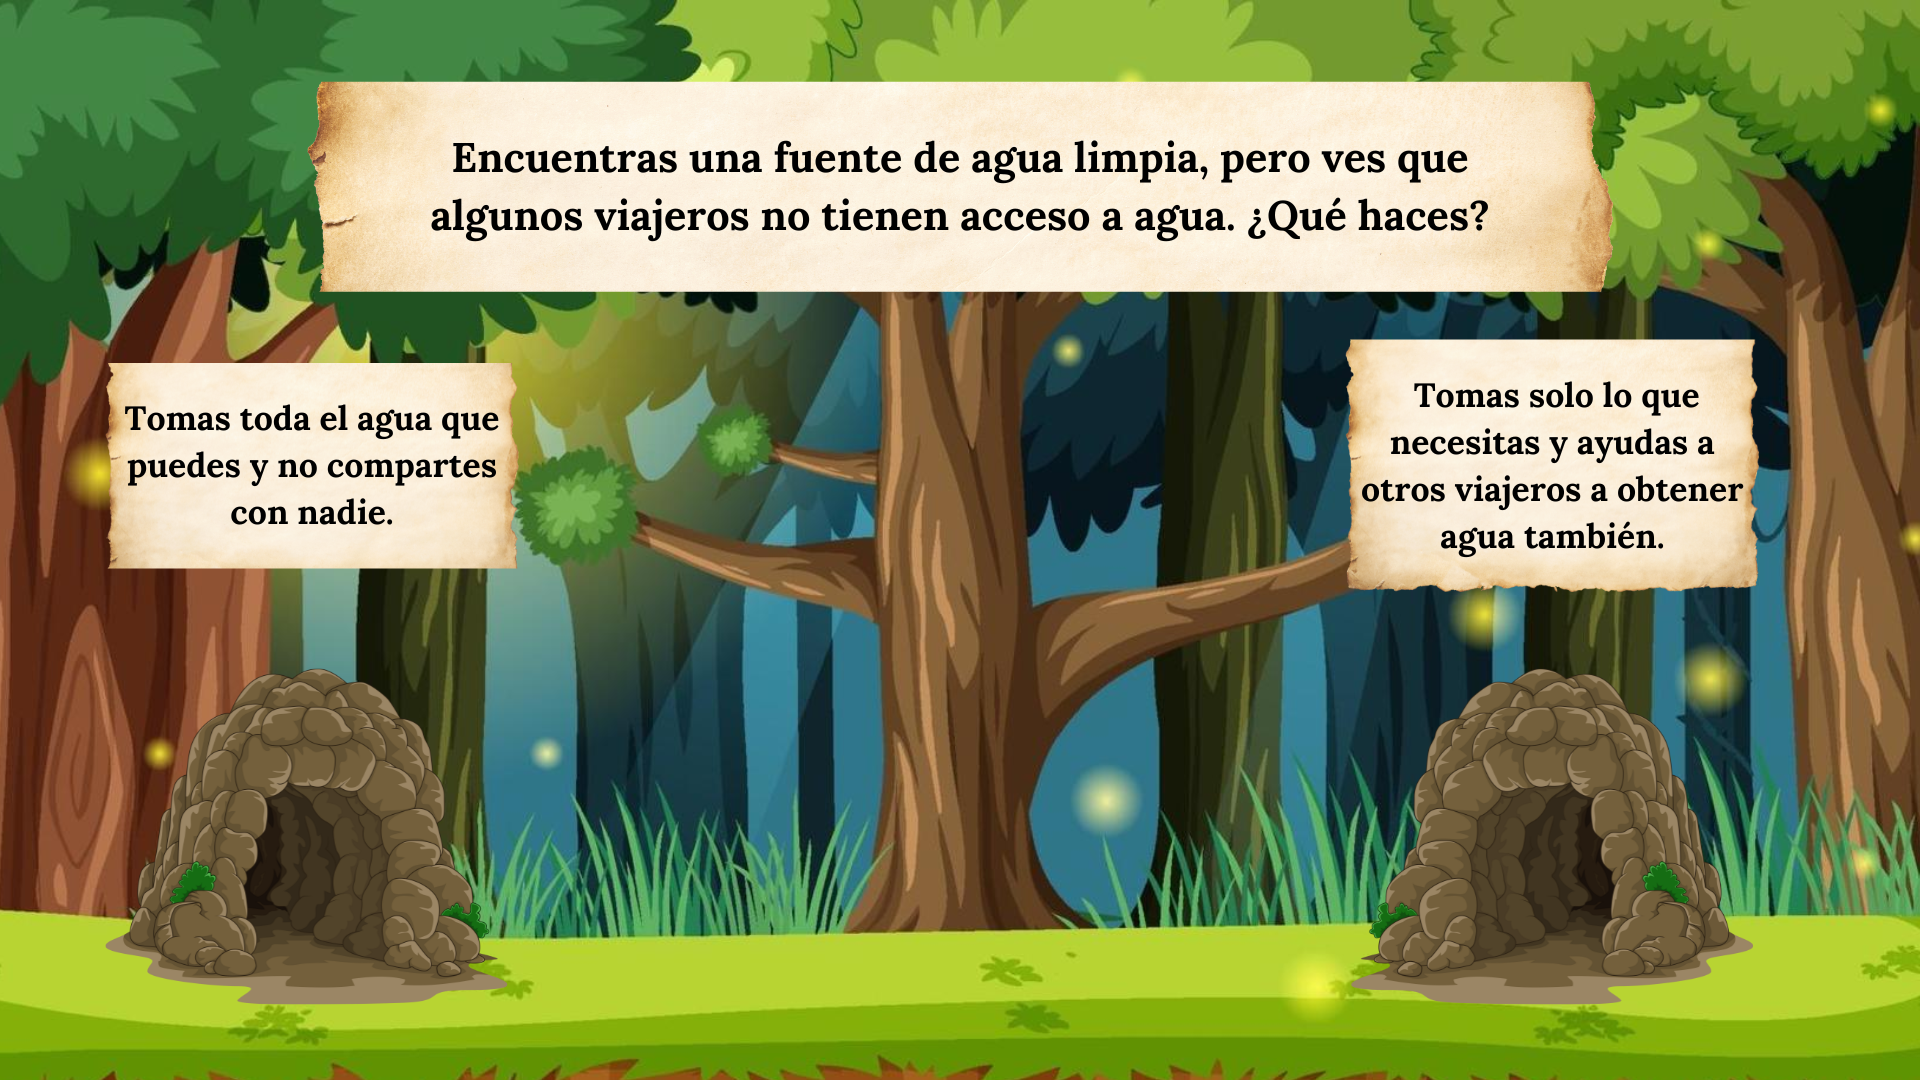 Encuentras una fuente de agua limpia, pero ves que
algunos viajeros no tienen acceso a agua. ¿Qué haces?
Tomas toda el agua que
puedes y no compartes
con nadie.
Tomas solo lo que
necesitas y ayudas a
otros viajeros a obtener
agua también.